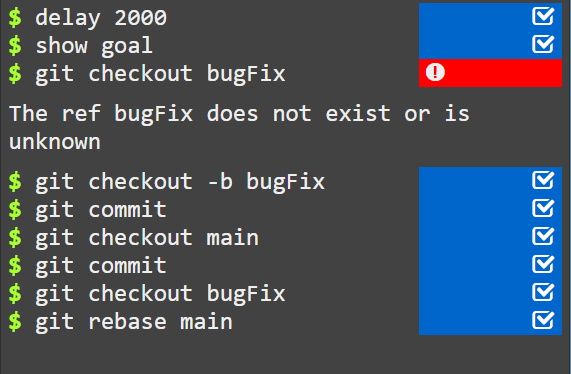 $ delay 2000
$ show goal
$ git checkout bugFix
The ref bugFix does not exist or is
unknown
$ git checkout -b bugFix
$ git commit
$ git checkout main
$ git commit
$ git checkout bugFix
$ git rebase main